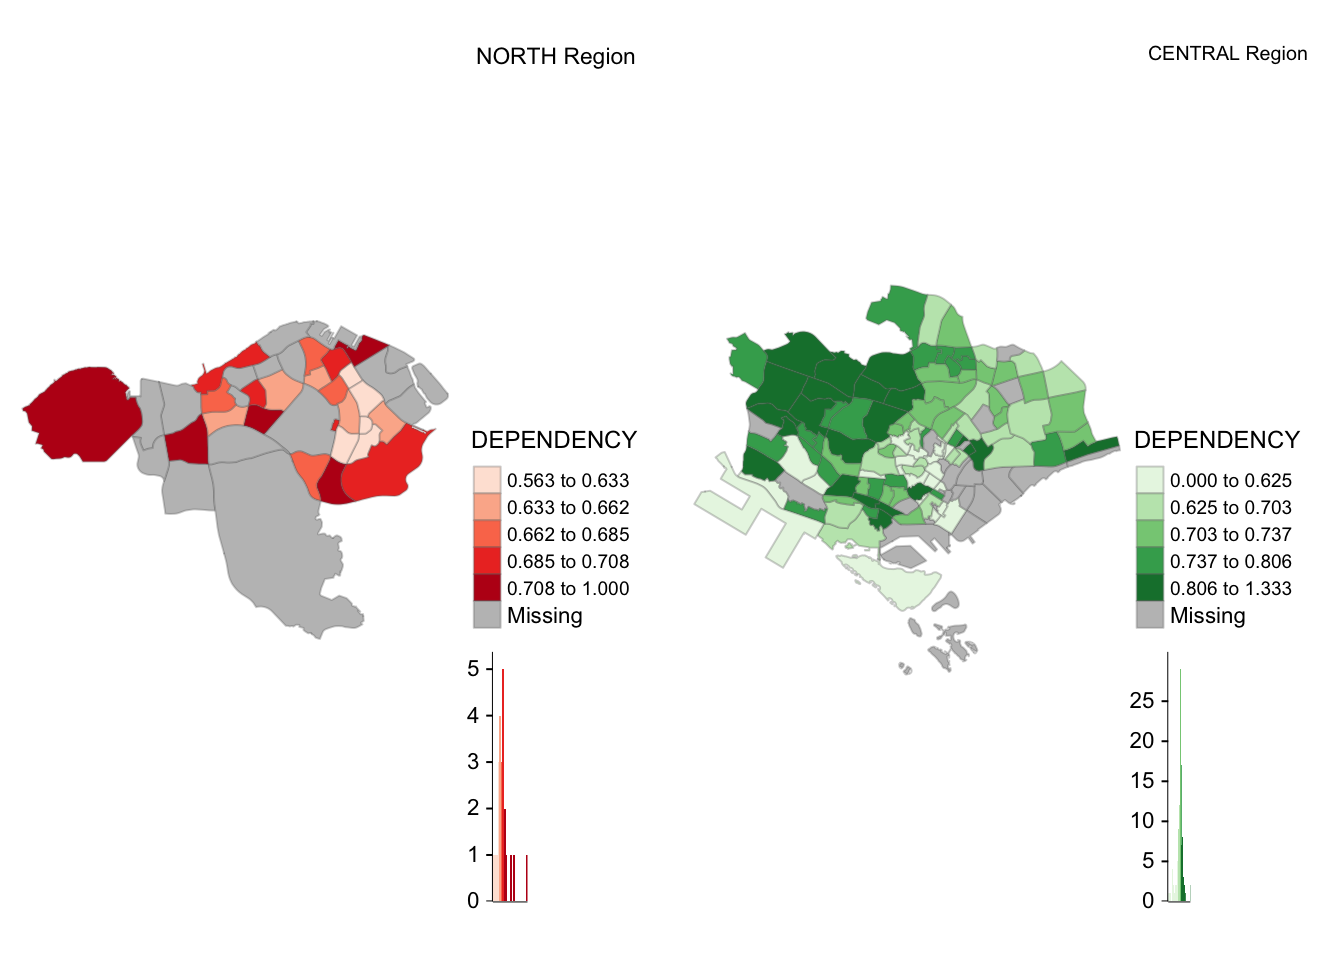 NORTH Region
CENTRAL Region
DEPENDENCY
0.563 to 0.633
0.633 to 0.662
0.662 to 0.685
0.685 to 0.708
0.708 to 1.000
Missing
5
4
3
2
1
0
DEPENDENCY
0.000 to 0.625
0.625 to 0.703
0.703 to 0.737
0.737 to 0.806
0.806 to 1.333
Missing
25
20
15
10
5
0